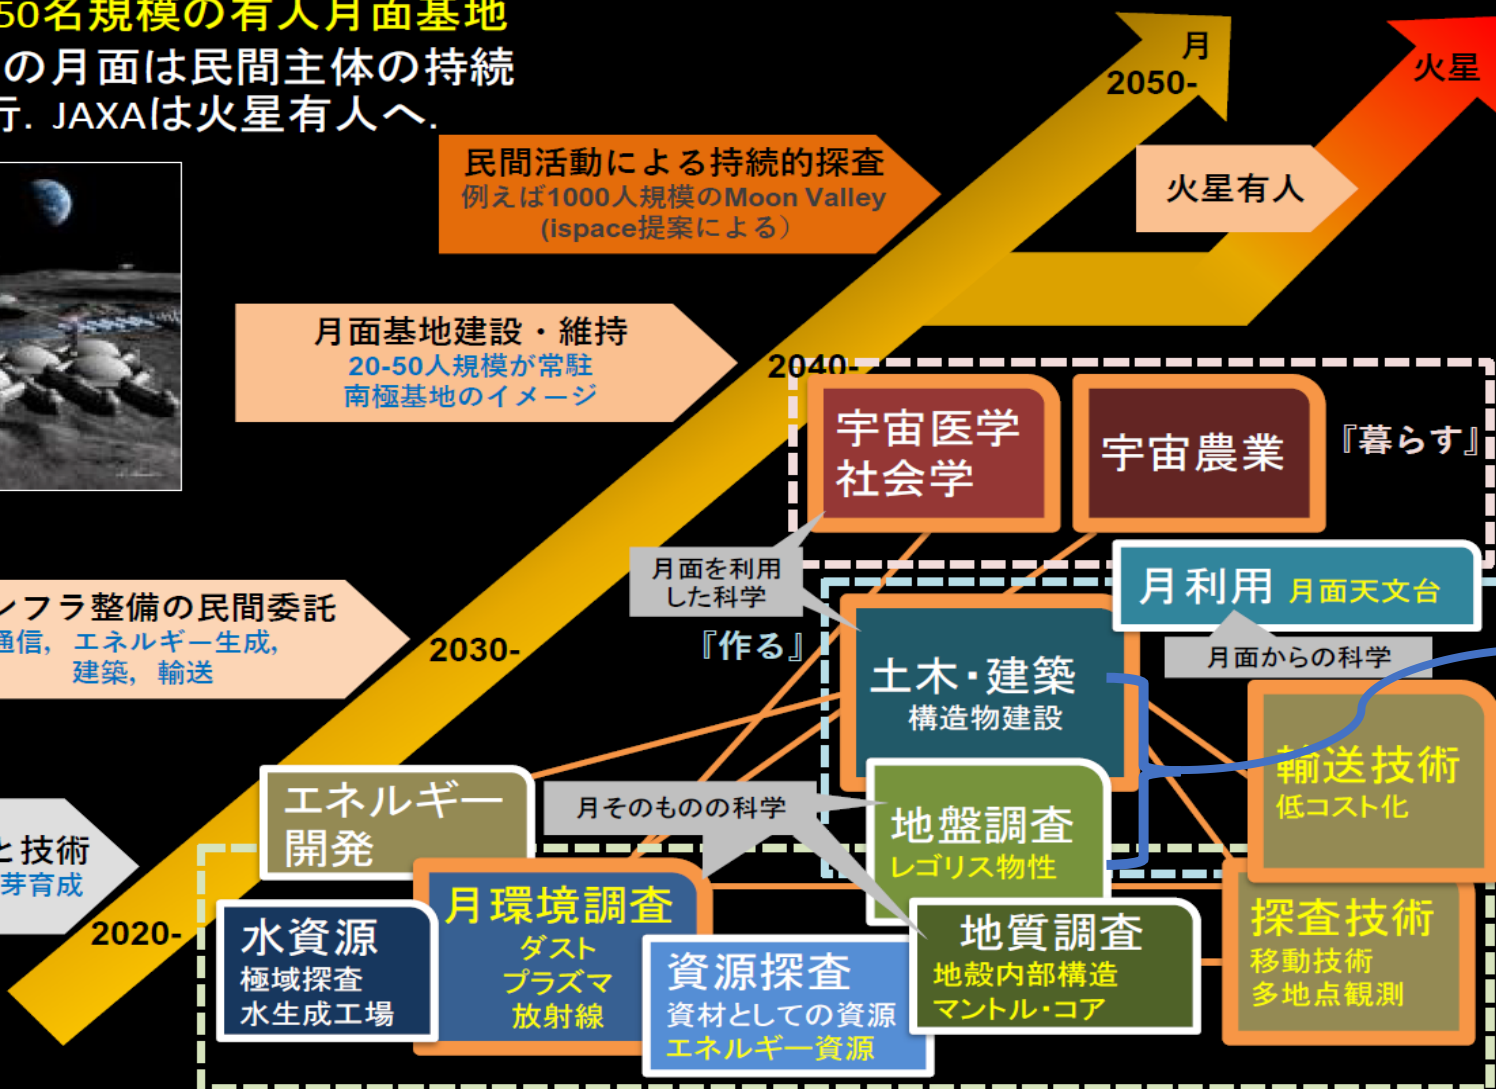 50名規模の有人月面基地
の月面は民間主体の持続
行. JAXAは火星有人へ.
月
2050-
火星
民間活動による持続的探査
例えば1000人規模のMoon Valley
(ispace提案による）
火星有人
月面基地建設・維持
20-50人規模が常駐
南極基地のイメージ
2040-
宇宙医学
社会学
宇宙農業
『暮らす』
月面を利用
した科学
月利用 月面天文台
月面からの科学
ンフラ整備の民間委託
通信, エネルギー生成,
建築, 輸送
2030-
『作る』
土木・建築
構造物建設
輸送技術
低コスト化
エネルギー
開発
月そのものの科学
地盤調査
レゴリス物性
と技術
芽育成
2020-
水資源
極域探査
水生成工場
月環境調査
ダスト
プラズマ
放射線
資源探査
資材としての資源
エネルギー資源
地質調査
地殻内部構造
マントル・コア
探査技術
移動技術
多地点観測